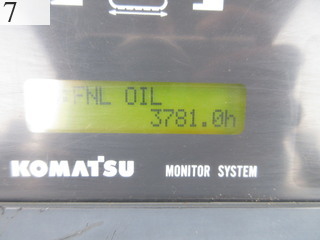 7
FNL OIL
3781.0h
KOMATSU MONITOR SYSTEM